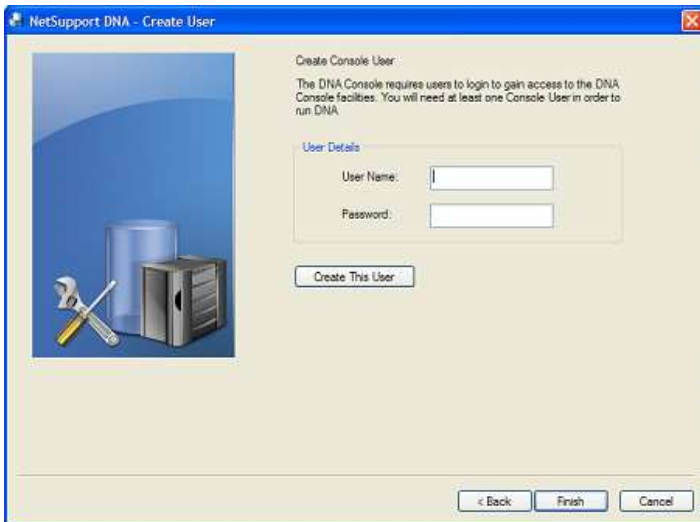 NetSupport DNA - Create User
Create Console User
The DNA Console requires users to login to gain access to the DNA
Console facilities. You will need at least one Console User in order to
run DNA
User Details
User Name:
Password:
Create This User
< Back
Finish
Cancel